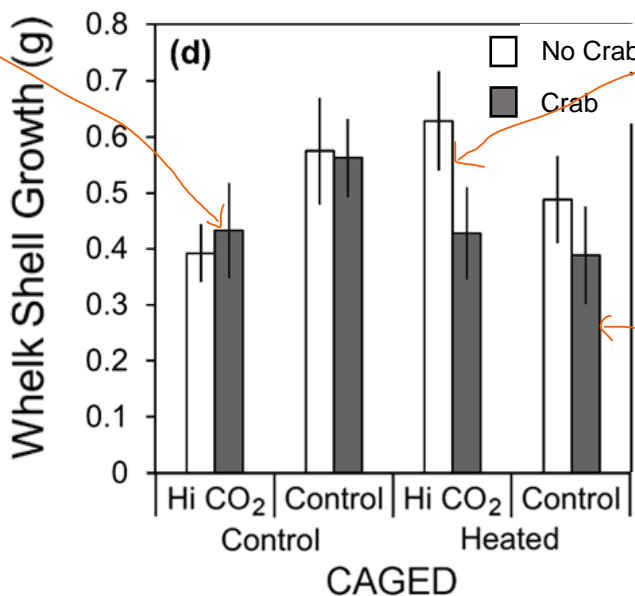 Whelk Shell Growth (g)
0.8
0.7
0.6
0.5
0.4
0.3
0.2
0.1
0
(d)
No Crab
Crab
Hi CO₂ Control Hi CO₂ Control
Control Heated
CAGED